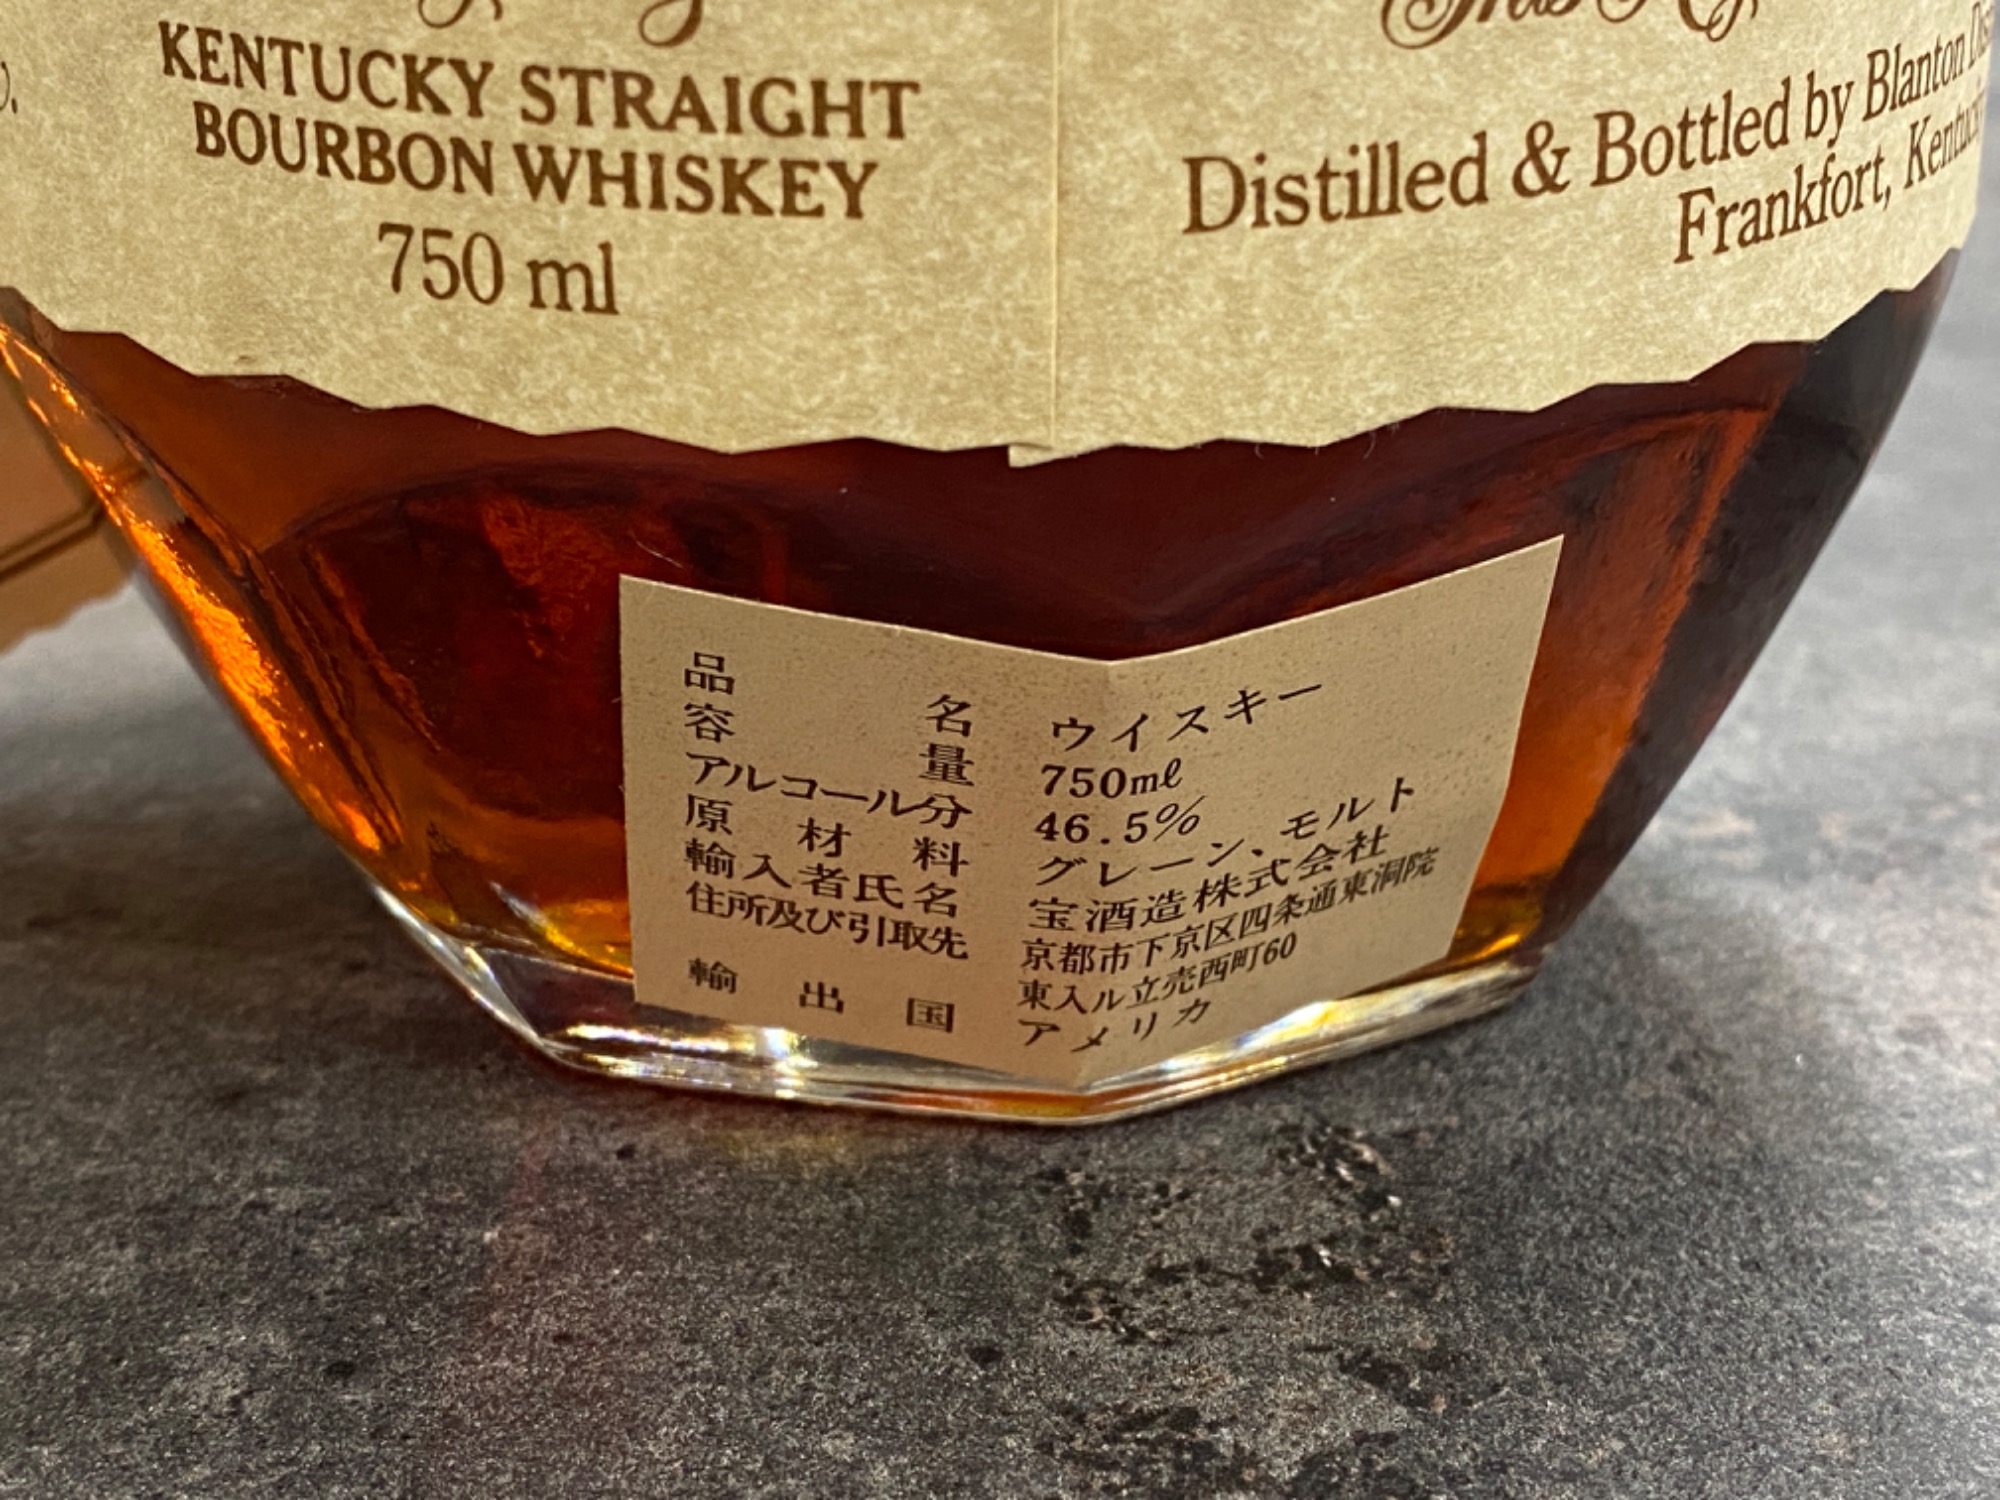 KENTUCKY STRAIGHT
BOURBON WHISKEY
750 ml
Distilled & Bottled by Blanton
Frankfort,
品名 ウイスキー
容量 750ml
アルコール分 46.5%
原材料 グレーン、モルト
輸入者氏名 宝酒造株式会社
住所及び引取先 京都市下京区四条通東洞院
東入ル立売西町60
輸出国 アメリカ